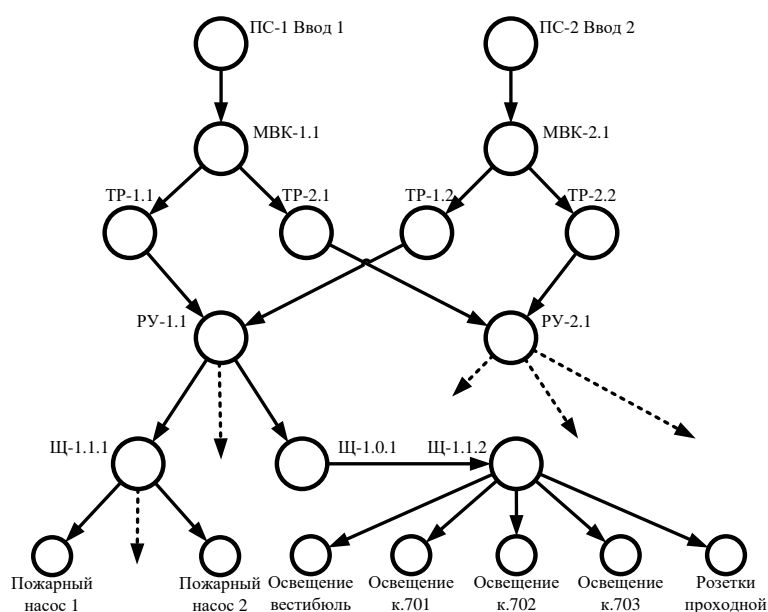 ПС-1 Ввод 1
ПС-2 Ввод 2
МВК-1.1
МВК-2.1
ТР-1.1
ТР-2.1
ТР-1.2
ТР-2.2
РУ-1.1
РУ-2.1
Щ-1.1.1
Щ-1.0.1
Щ-1.1.2
Пожарный
насос 1
Пожарный
насос 2
Освещение
вестибюль
Освещение
к.701
Освещение
к.702
Освещение
к.703
Розетки
проходной